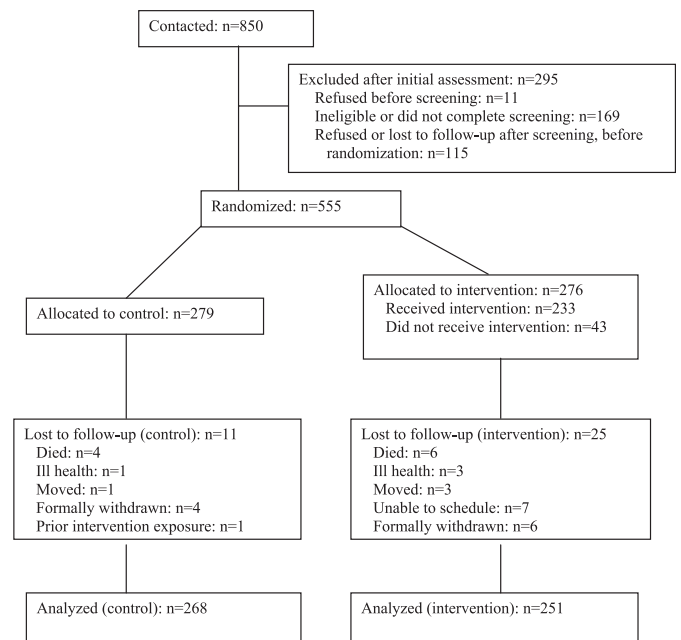 Contacted: n=850
Excluded after initial assessment: n=295
Refused before screening: n=11
Ineligible or did not complete screening: n=169
Refused or lost to follow-up after screening, before
randomization: n=115
Randomized: n=555
Allocated to control: n=279
Allocated to intervention: n=276
Received intervention: n=233
Did not receive intervention: n=43
Lost to follow-up (control): n=11
Died: n=4
Ill health: n=1
Moved: n=1
Formally withdrawn: n=4
Prior intervention exposure: n=1
Lost to follow-up (intervention): n=25
Died: n=6
Ill health: n=3
Moved: n=3
Unable to schedule: n=7
Formally withdrawn: n=6
Analyzed (control): n=268
Analyzed (intervention): n=251